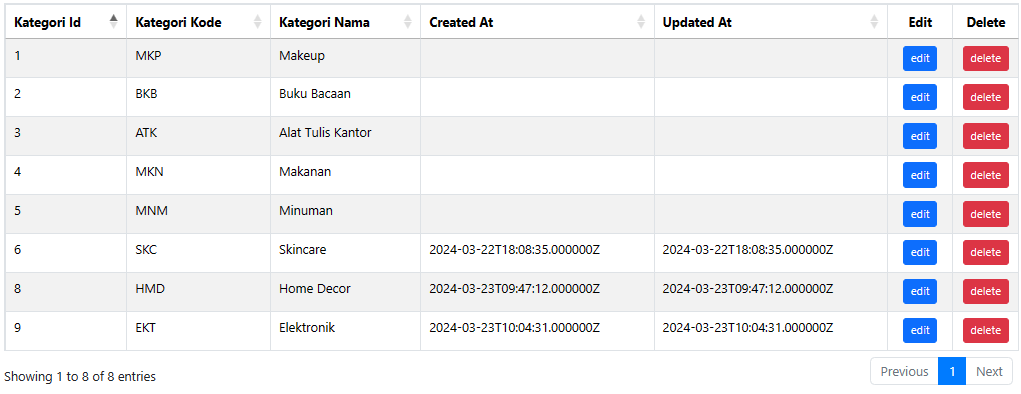 Kategori Id Kategori Kode Kategori Nama Created At Updated At Edit Delete
1 MKP Makeup edit delete
2 BKB Buku Bacaan edit delete
3 ATK Alat Tulis Kantor edit delete
4 MKN Makanan edit delete
5 MNM Minuman edit delete
6 SKC Skincare 2024-03-22T18:08:35.000000Z 2024-03-22T18:08:35.000000Z edit delete
8 HMD Home Decor 2024-03-23T09:47:12.000000Z 2024-03-23T09:47:12.000000Z edit delete
9 EKT Elektronik 2024-03-23T10:04:31.000000Z 2024-03-23T10:04:31.000000Z edit delete
Showing 1 to 8 of 8 entries Previous 1 Next